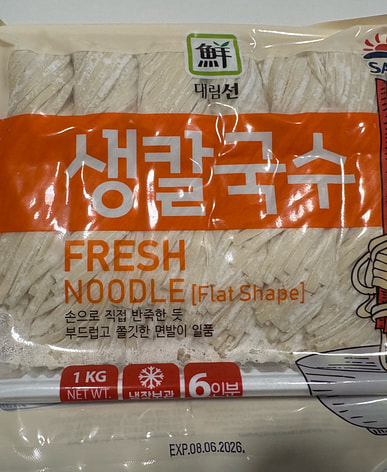 鮮
대림선
SA
생칼국수
FRESH
NOODLE [Flat Shape]
손으로 직접 반죽한 듯
부드럽고 쫄깃한 면발이 일품
1 KG
NET WT.
냉장보관
6인분
EXP.08.06.2026.